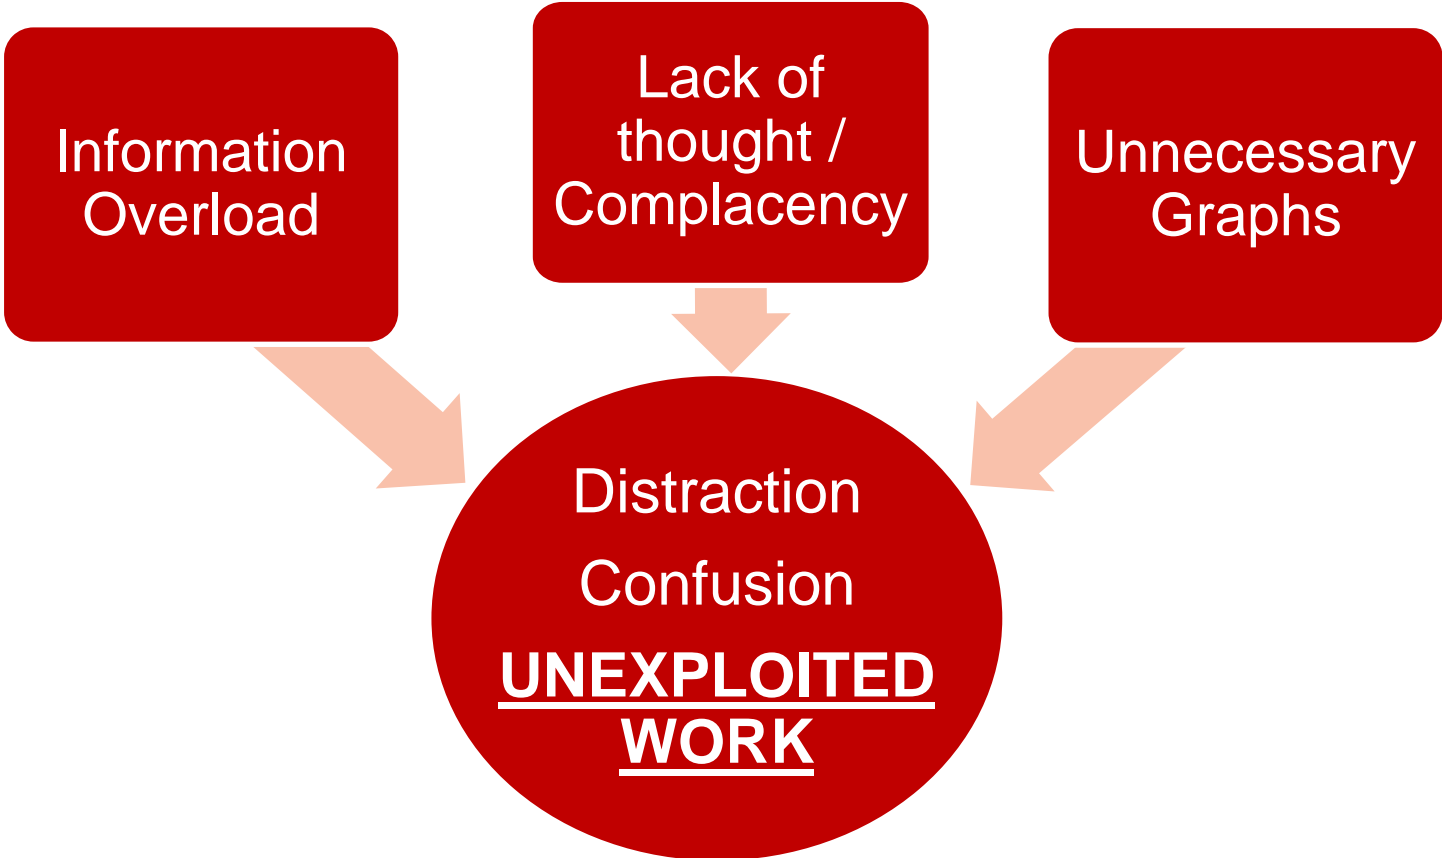 Information
Overload
Lack of
thought /
Complacency
Unnecessary
Graphs
Distraction
Confusion
UNEXPLOITED
WORK